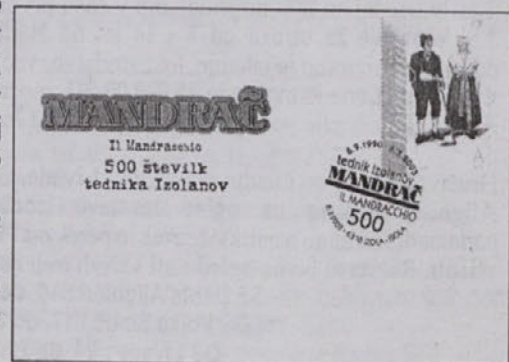 MANDRAČ
Il Mandracchio
500 številk
tednika Izolanov
tednik Izolanov
MANDRAČ
IL MANDRACCHIO
500